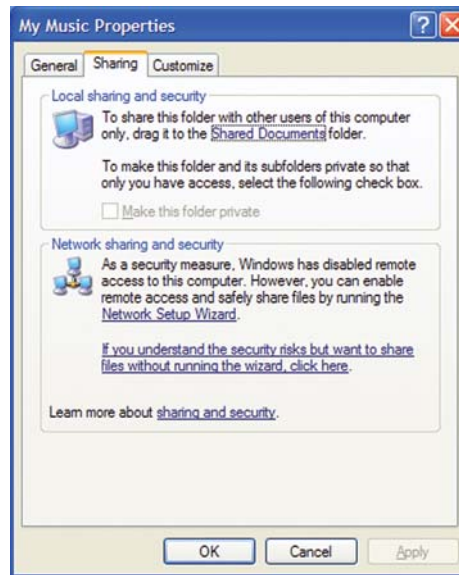 My Music Properties
General Sharing Customize
Local sharing and security
To share this folder with other users of this computer
only, drag it to the Shared Documents folder.
To make this folder and its subfolders private so that
only you have access, select the following check box.
Make this folder private
Network sharing and security
As a security measure, Windows has disabled remote
access to this computer. However, you can enable
remote access and safely share files by running the
Network Setup Wizard.
If you understand the security risks but want to share
files without running the wizard, click here.
Learn more about sharing and security.
OK Cancel Apply